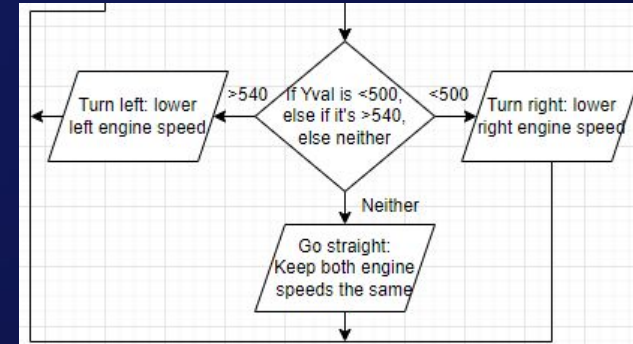 Turn left: lower
left engine speed
>540
If Yval is <500,
else if it's >540,
else neither
<500
Turn right: lower
right engine speed
Neither
Go straight:
Keep both engine
speeds the same